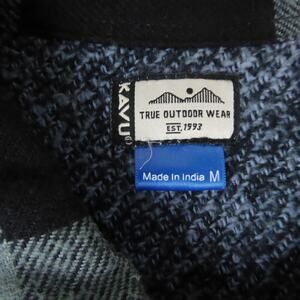 KAVU
TRUE OUTDOOR WEAR
EST. 1993
Made In India M